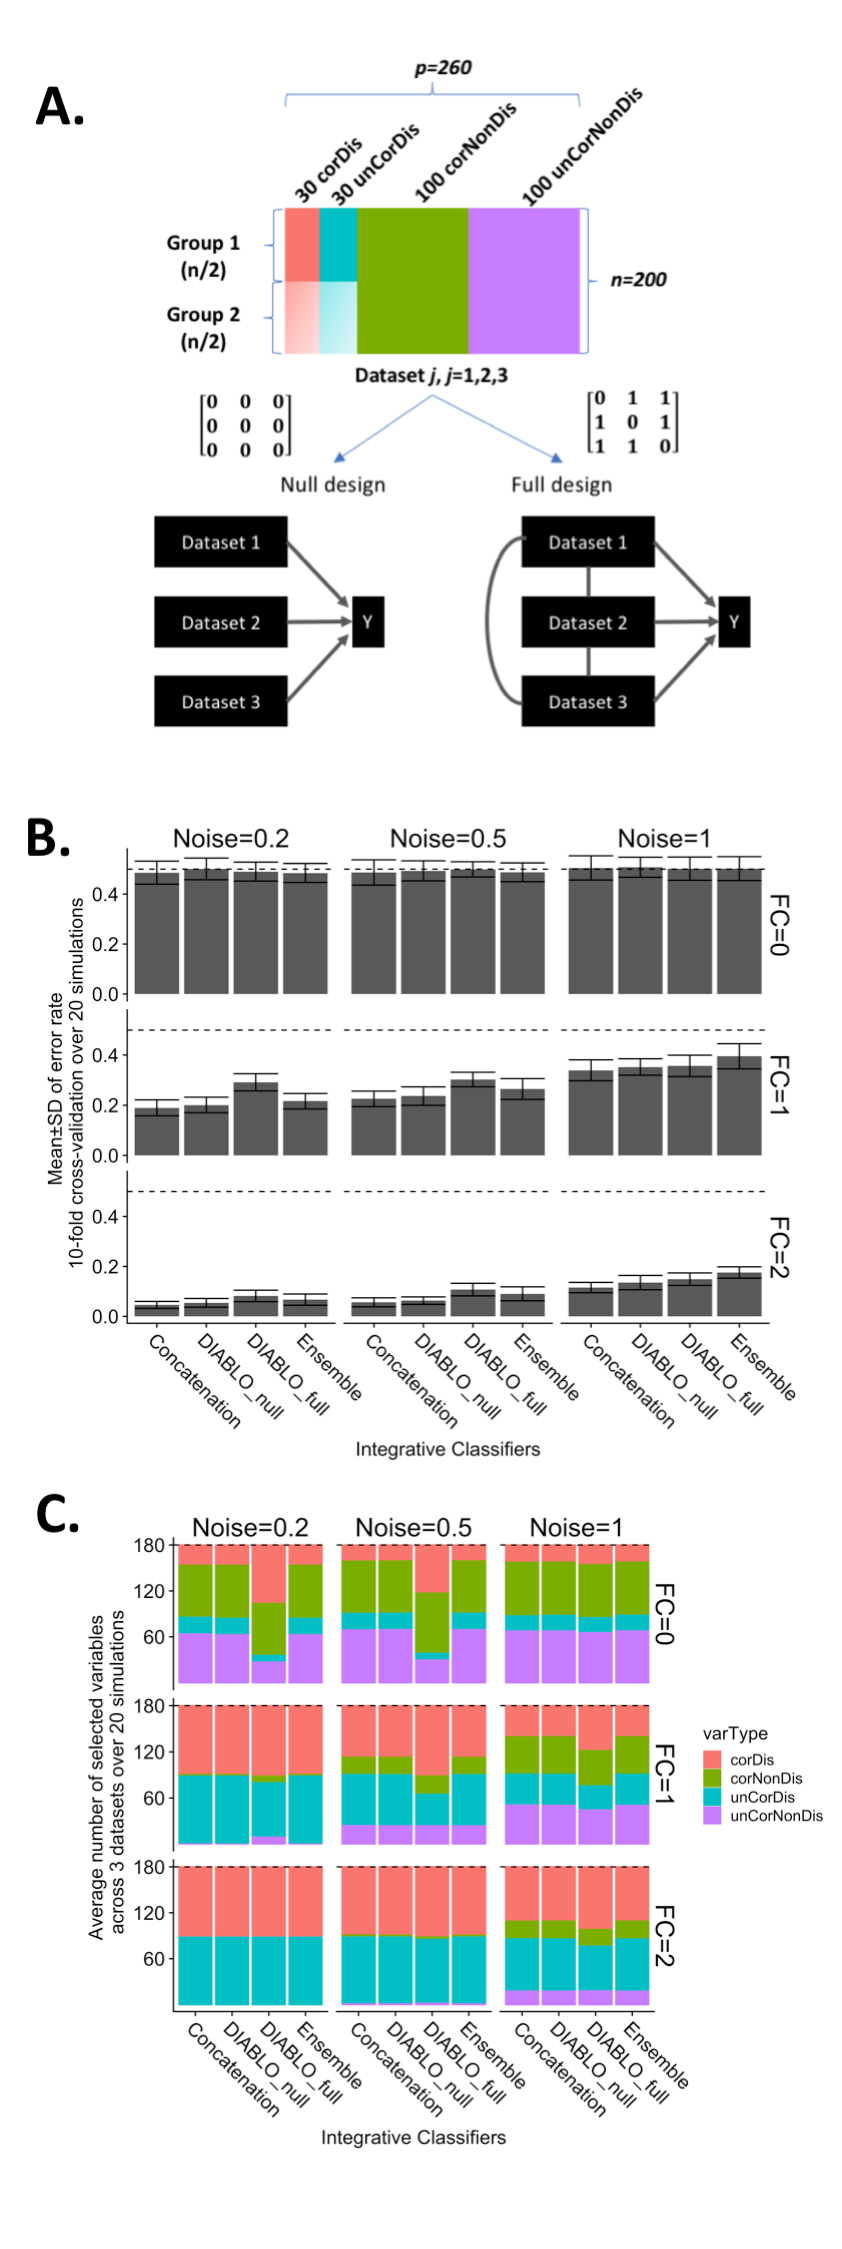 A.
p=260
30 corDis
30 unCorDis
100 corNonDis
100 unCorNonDis
Group 1
(n/2)
Group 2
(n/2)
n=200
Dataset j, j=1,2,3
0 0 0
0 0 0
0 0 0
0 1 1
1 0 1
1 1 0
Null design
Full design
Dataset 1
Dataset 2
Dataset 3
Y
Dataset 1
Dataset 2
Dataset 3
Y
B.
Noise=0.2
Noise=0.5
Noise=1
Mean±SD of error rate
10-fold cross-validation over 20 simulations
0.4
0.2
0.0
FC=0
0.4
0.2
0.0
FC=1
0.4
0.2
0.0
FC=2
Concatenation
DIABLO_null
DIABLO_full
Ensemble
Concatenation
DIABLO_null
DIABLO_full
Ensemble
Concatenation
DIABLO_null
DIABLO_full
Ensemble
Integrative Classifiers
C.
Noise=0.2
Noise=0.5
Noise=1
Average number of selected variables
across 3 datasets over 20 simulations
180
120
60
FC=0
180
120
60
FC=1
180
120
60
FC=2
varType
corDis
corNonDis
unCorDis
unCorNonDis
Concatenation
DIABLO_null
DIABLO_full
Ensemble
Concatenation
DIABLO_null
DIABLO_full
Ensemble
Concatenation
DIABLO_null
DIABLO_full
Ensemble
Integrative Classifiers